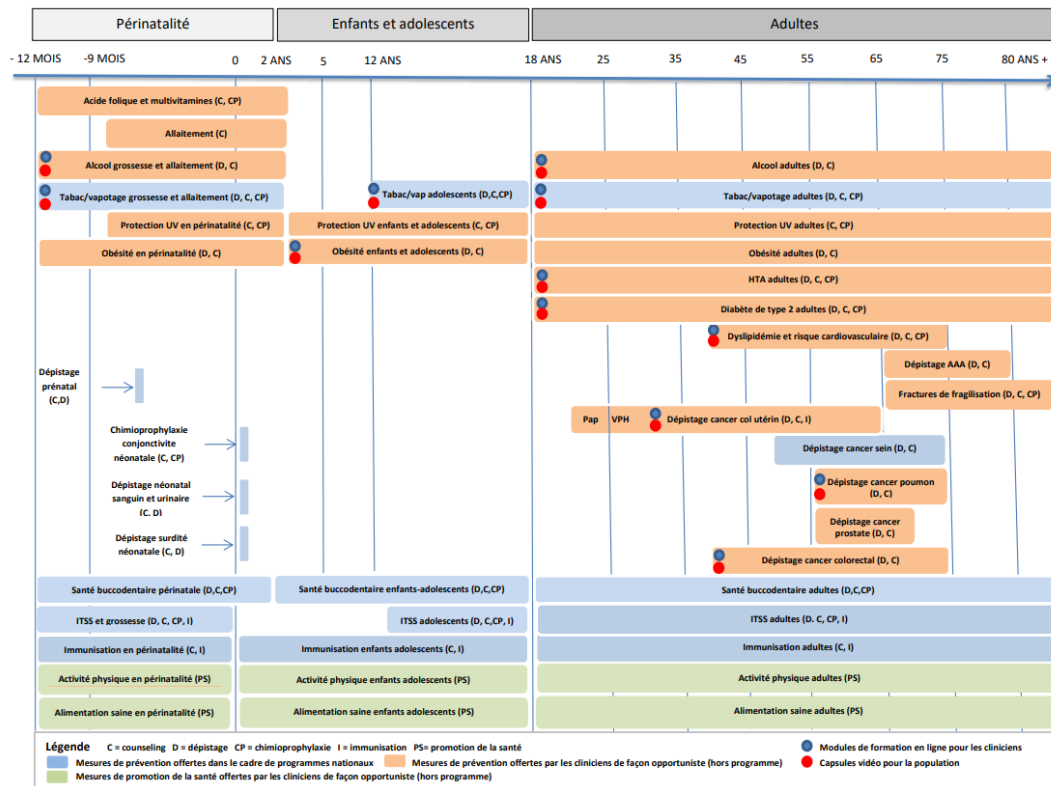 Périnatalité
Enfants et adolescents
Adultes
- 12 MOIS
-9 MOIS
0
2 ANS
5
12 ANS
18 ANS
25
35
45
55
65
75
80 ANS +
Acide folique et multivitamines (C, CP)
Allaitement (C)
Alcool grossesse et allaitement (D, C)
Alcool adultes (D, C)
Tabac/vapotage grossesse et allaitement (D, C, CP)
Tabac/vap adolescents (D,C,CP)
Tabac/vapotage adultes (D, C, CP)
Protection UV en périnatalité (C, CP)
Protection UV enfants et adolescents (C, CP)
Protection UV adultes (C, CP)
Obésité en périnatalité (D, C)
Obésité enfants et adolescents (D, C)
Obésité adultes (D, C)
HTA adultes (D, C, CP)
Diabète de type 2 adultes (D, C, CP)
Dyslipidémie et risque cardiovasculaire (D, C, CP)
Dépistage AAA (D, C)
Dépistage
prénatal
(C,D)
Fractures de fragilisation (D, C, CP)
Pap
VPH
Dépistage cancer col utérin (D, C, I)
Chimioprophylaxie
conjonctivite
néonatale (C, CP)
Dépistage cancer sein (D, C)
Dépistage néonatal
sanguin et urinaire
(C, D)
Dépistage cancer poumon
(D, C)
Dépistage cancer
prostate (D, C)
Dépistage surdité
néonatale (C, D)
Dépistage cancer colorectal (D, C)
Santé buccodentaire périnatale (D,C,CP)
Santé buccodentaire enfants-adolescents (D,C,CP)
Santé buccodentaire adultes (D,C,CP)
ITSS et grossesse (D, C, CP, I)
ITSS adolescents (D, C,CP, I)
ITSS adultes (D. C, CP, I)
Immunisation en périnatalité (C, I)
Immunisation enfants adolescents (C, I)
Immunisation adultes (C, I)
Activité physique en périnatalité (PS)
Activité physique enfants adolescents (PS)
Activité physique adultes (PS)
Alimentation saine en périnatalité (PS)
Alimentation saine enfants adolescents (PS)
Alimentation saine adultes (PS)
Légende C = counseling D = dépistage CP = chimioprophylaxie I = immunisation PS= promotion de la santé
Mesures de prévention offertes dans le cadre de programmes nationaux
Mesures de prévention offertes par les cliniciens de façon opportuniste (hors programme)
Mesures de promotion de la santé offertes par les cliniciens de façon opportuniste (hors programme)
Modules de formation en ligne pour les cliniciens
Capsules vidéo pour la population